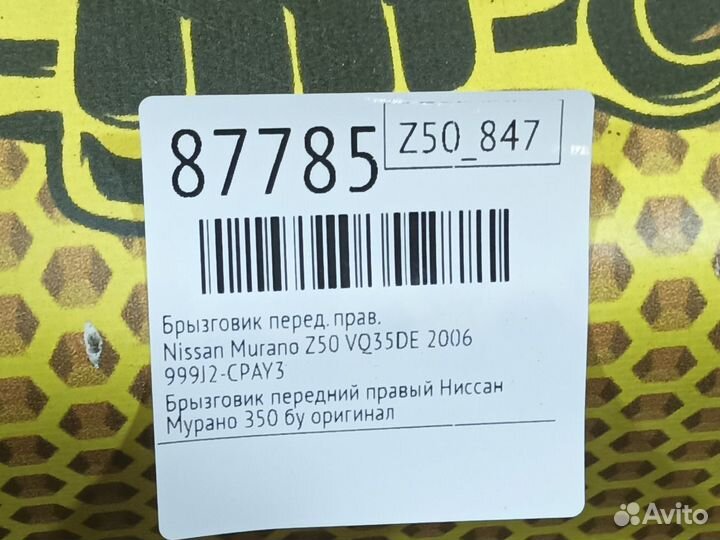 87785
Z50_847
Брызговик перед. прав.
Nissan Murano Z50 VQ35DE 2006
999J2-CPAY3
Брызговик передний правый Ниссан
Мурано 350 бу оригинал
Avito